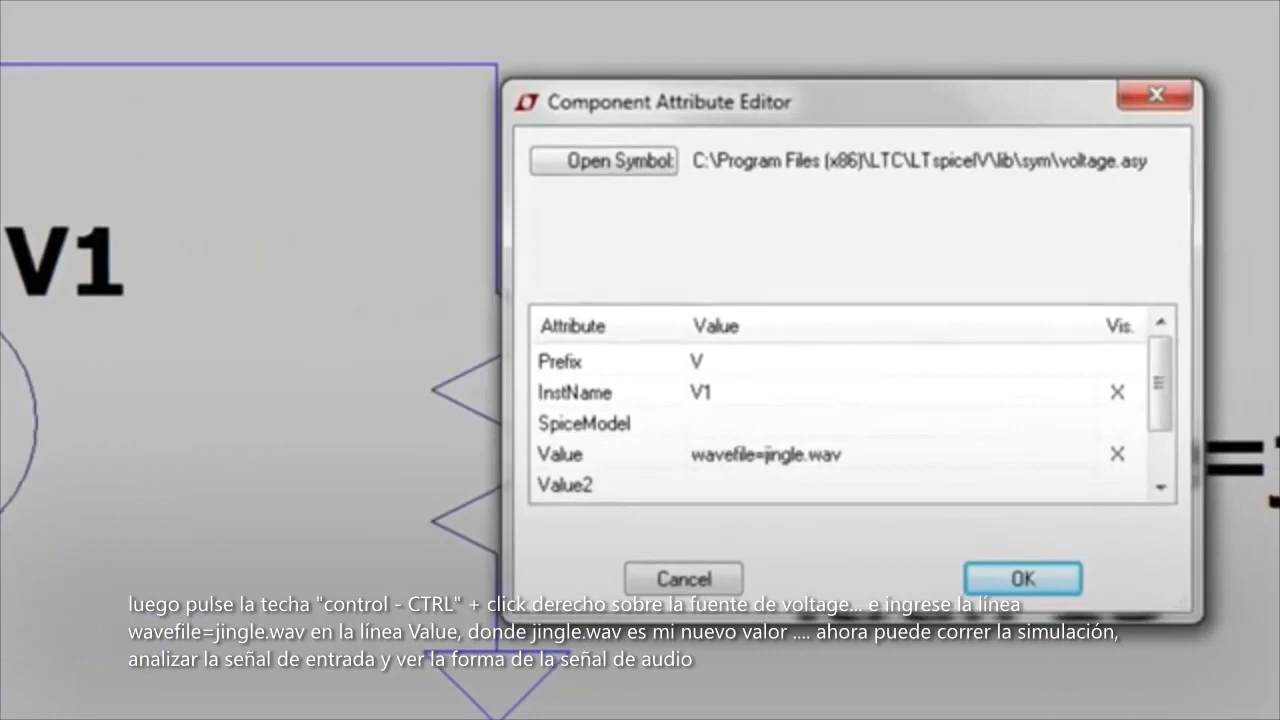 Component Attribute Editor
Open Symbol: C:\Program Files (x86)\LTC\LTspiceIV\lib\sym\voltage.asy
V1
Attribute Value Vis.
Prefix V
InstName V1 X
SpiceModel
Value wavefile=jingle.wav X
Value2
=
Cancel OK
luego pulse la techa "control - CTRL" + click derecho sobre la fuente de voltage... e ingrese la línea
wavefile=jingle.wav en la línea Value, donde jingle.wav es mi nuevo valor .... ahora puede correr la simulación,
analizar la señal de entrada y ver la forma de la señal de audio